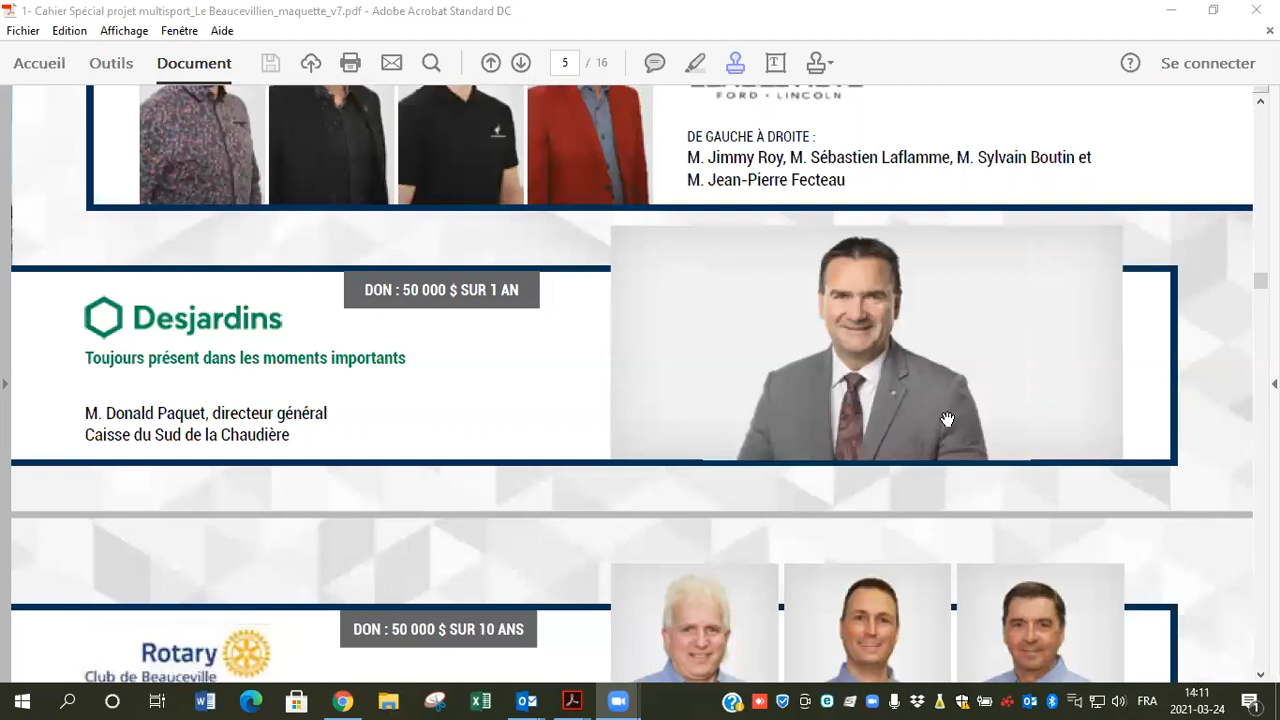 1- Cahier Spécial projet multisport_Le Beaucevillien_maquette_v7.pdf - Adobe Acrobat Standard DC
Fichier Edition Affichage Fenêtre Aide
Accueil Outils Document 5 / 16 Se connecter
FORD • LINCOLN
DE GAUCHE À DROITE :
M. Jimmy Roy, M. Sébastien Laflamme, M. Sylvain Boutin et
M. Jean-Pierre Fecteau
DON : 50 000 $ SUR 1 AN
Desjardins
Toujours présent dans les moments importants
M. Donald Paquet, directeur général
Caisse du Sud de la Chaudière
DON : 50 000 $ SUR 10 ANS
Rotary
Club de Beauceville
FRA
14:11
2021-03-24